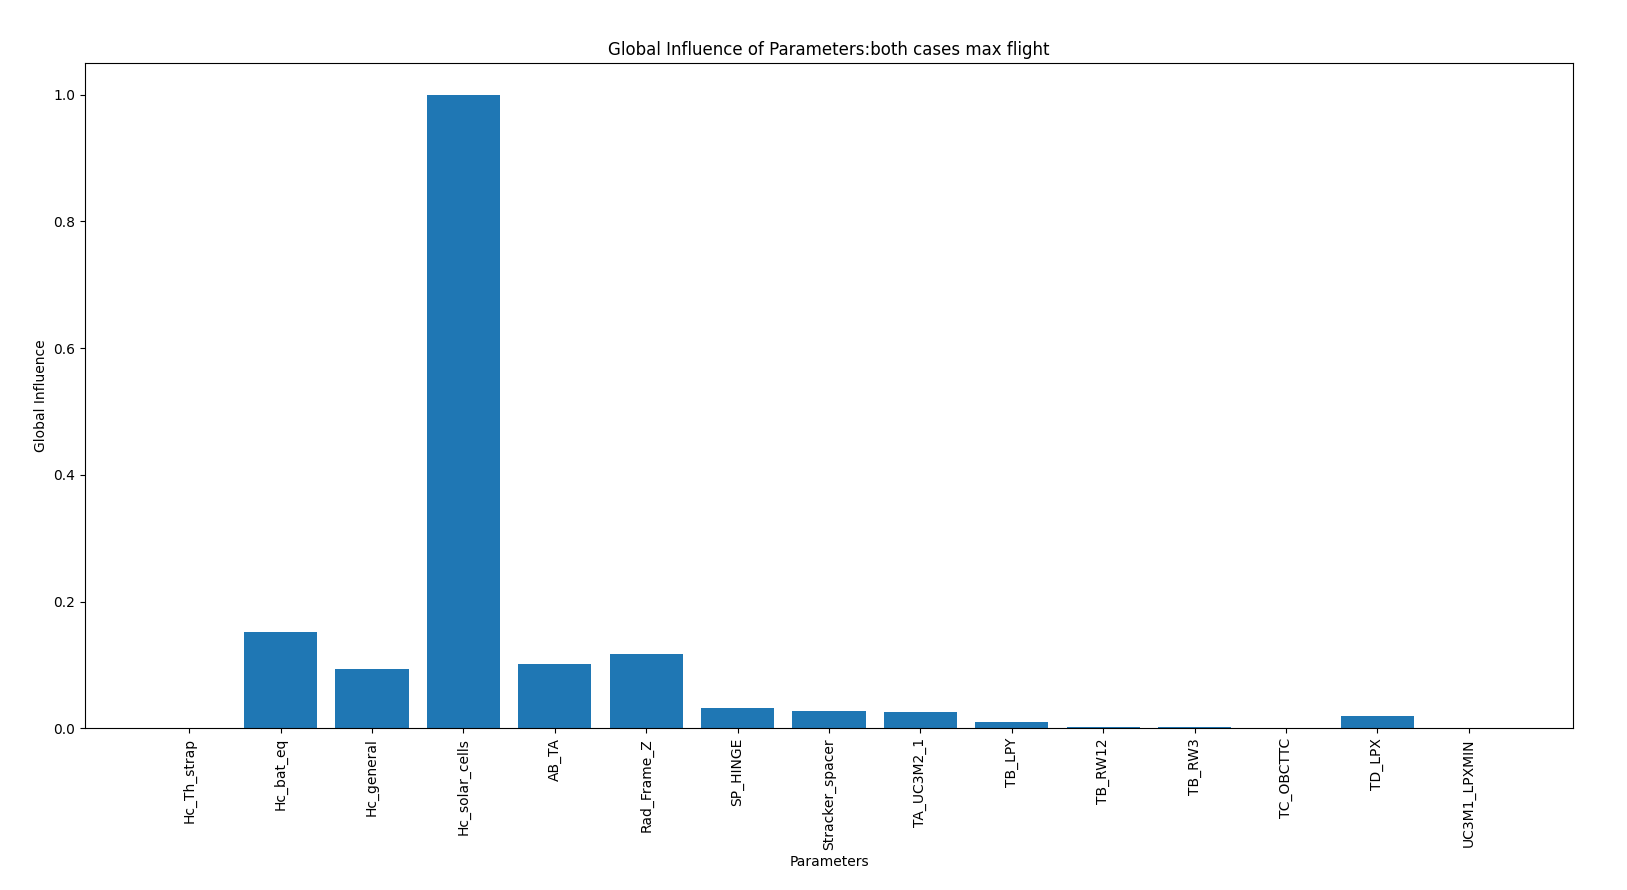 Global Influence of Parameters:both cases max flight
Global Influence
1.0
0.8
0.6
0.4
0.2
0.0
Hc_Th_strap
Hc_bat_eq
Hc_general
Hc_solar_cells
AB_TA
Rad_Frame_Z
SP_HINGE
Stracker_spacer
TA_UC3M2_1
TB_LPY
TB_RW12
TB_RW3
TC_OBCTTC
TD_LPX
UC3M1_LPXMIN
Parameters